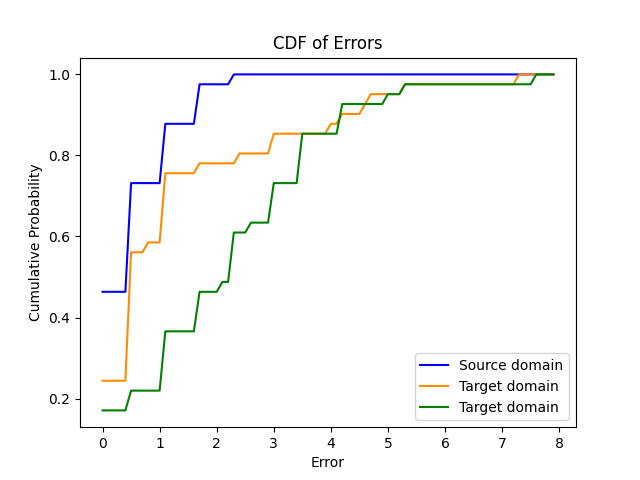 CDF of Errors
Cumulative Probability
1.0
0.8
0.6
0.4
0.2
0 1 2 3 4 5 6 7 8
Error
Source domain
Target domain
Target domain